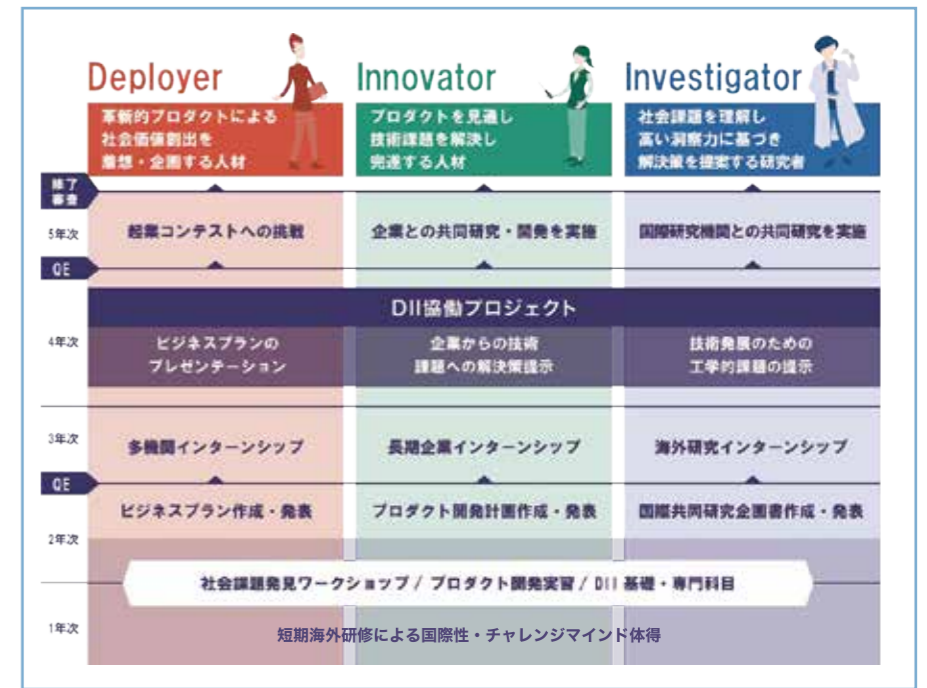 Deployer
Innovator
Investigator
革新的プロダクトによる
社会価値創出を
着想・企画する人材
プロダクトを見通し
技術課題を解決し
完遂する人材
社会課題を理解し
高い洞察力に基づき
解決策を提案する研究者
修了
審査
5年次
起業コンテストへの挑戦
企業との共同研究・開発を実施
国際研究機関との共同研究を実施
QE
DII協働プロジェクト
4年次
ビジネスプランの
プレゼンテーション
企業からの技術
課題への解決策提示
技術発展のための
工学的課題の提示
3年次
多機関インターンシップ
長期企業インターンシップ
海外研究インターンシップ
QE
ビジネスプラン作成・発表
プロダクト開発計画作成・発表
国際共同研究企画書作成・発表
2年次
社会課題発見ワークショップ / プロダクト開発実習 / DII 基礎・専門科目
1年次
短期海外研修による国際性・チャレンジマインド体得